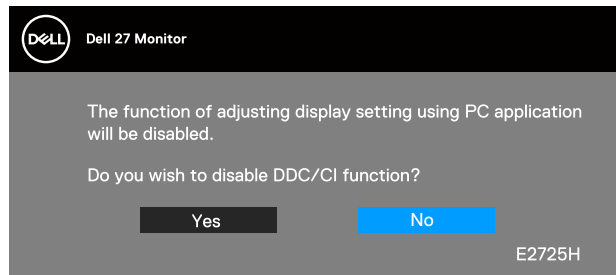 DELL
Dell 27 Monitor
The function of adjusting display setting using PC application
will be disabled.
Do you wish to disable DDC/CI function?
Yes
No
E2725H